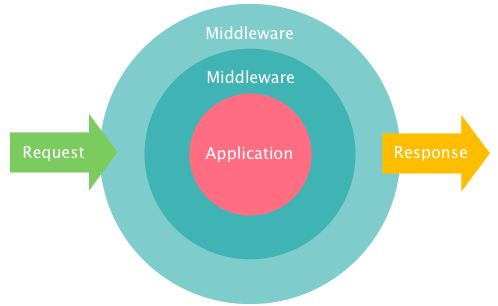 Middleware
Middleware
Request
Application
Response